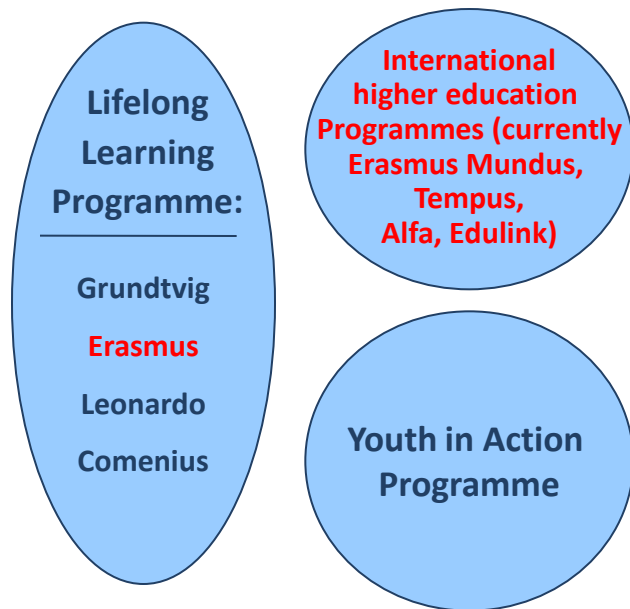 Lifelong
Learning
Programme:
Grundtvig
Erasmus
Leonardo
Comenius
International
higher education
Programmes (currently
Erasmus Mundus,
Tempus,
Alfa, Edulink)
Youth in Action
Programme